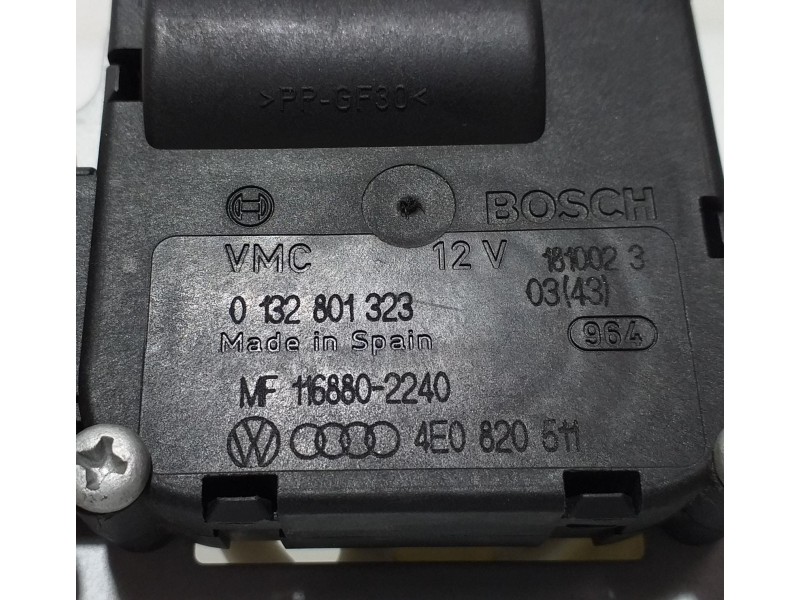 >PP-GF30<
BOSCH
VMC 12 V 181002 3
0 132 801 323 03(43)
Made in Spain 964
MF 116880-2240
4E0 820 511